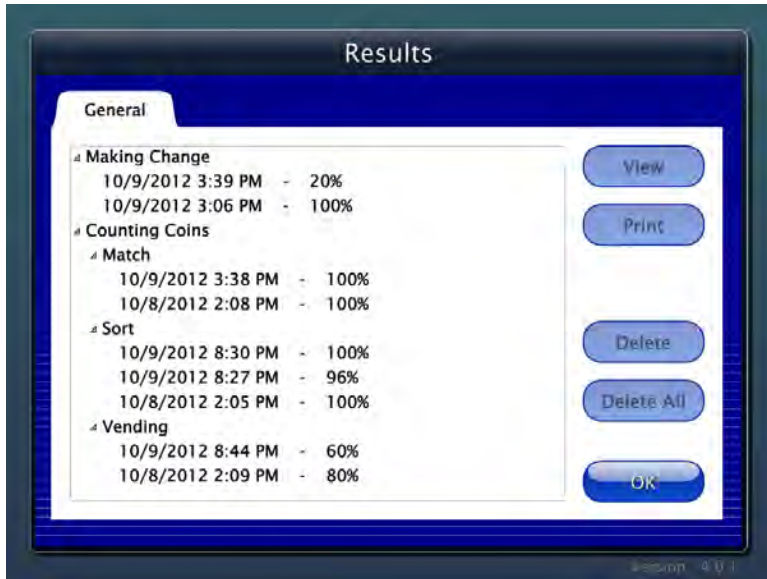 Results
General
Making Change
10/9/2012 3:39 PM - 20%
10/9/2012 3:06 PM - 100%
Counting Coins
Match
10/9/2012 3:38 PM - 100%
10/8/2012 2:08 PM - 100%
Sort
10/9/2012 8:30 PM - 100%
10/9/2012 8:27 PM - 96%
10/8/2012 2:05 PM - 100%
Vending
10/9/2012 8:44 PM - 60%
10/8/2012 2:09 PM - 80%
View
Print
Delete
Delete All
OK
Version 4.0.1